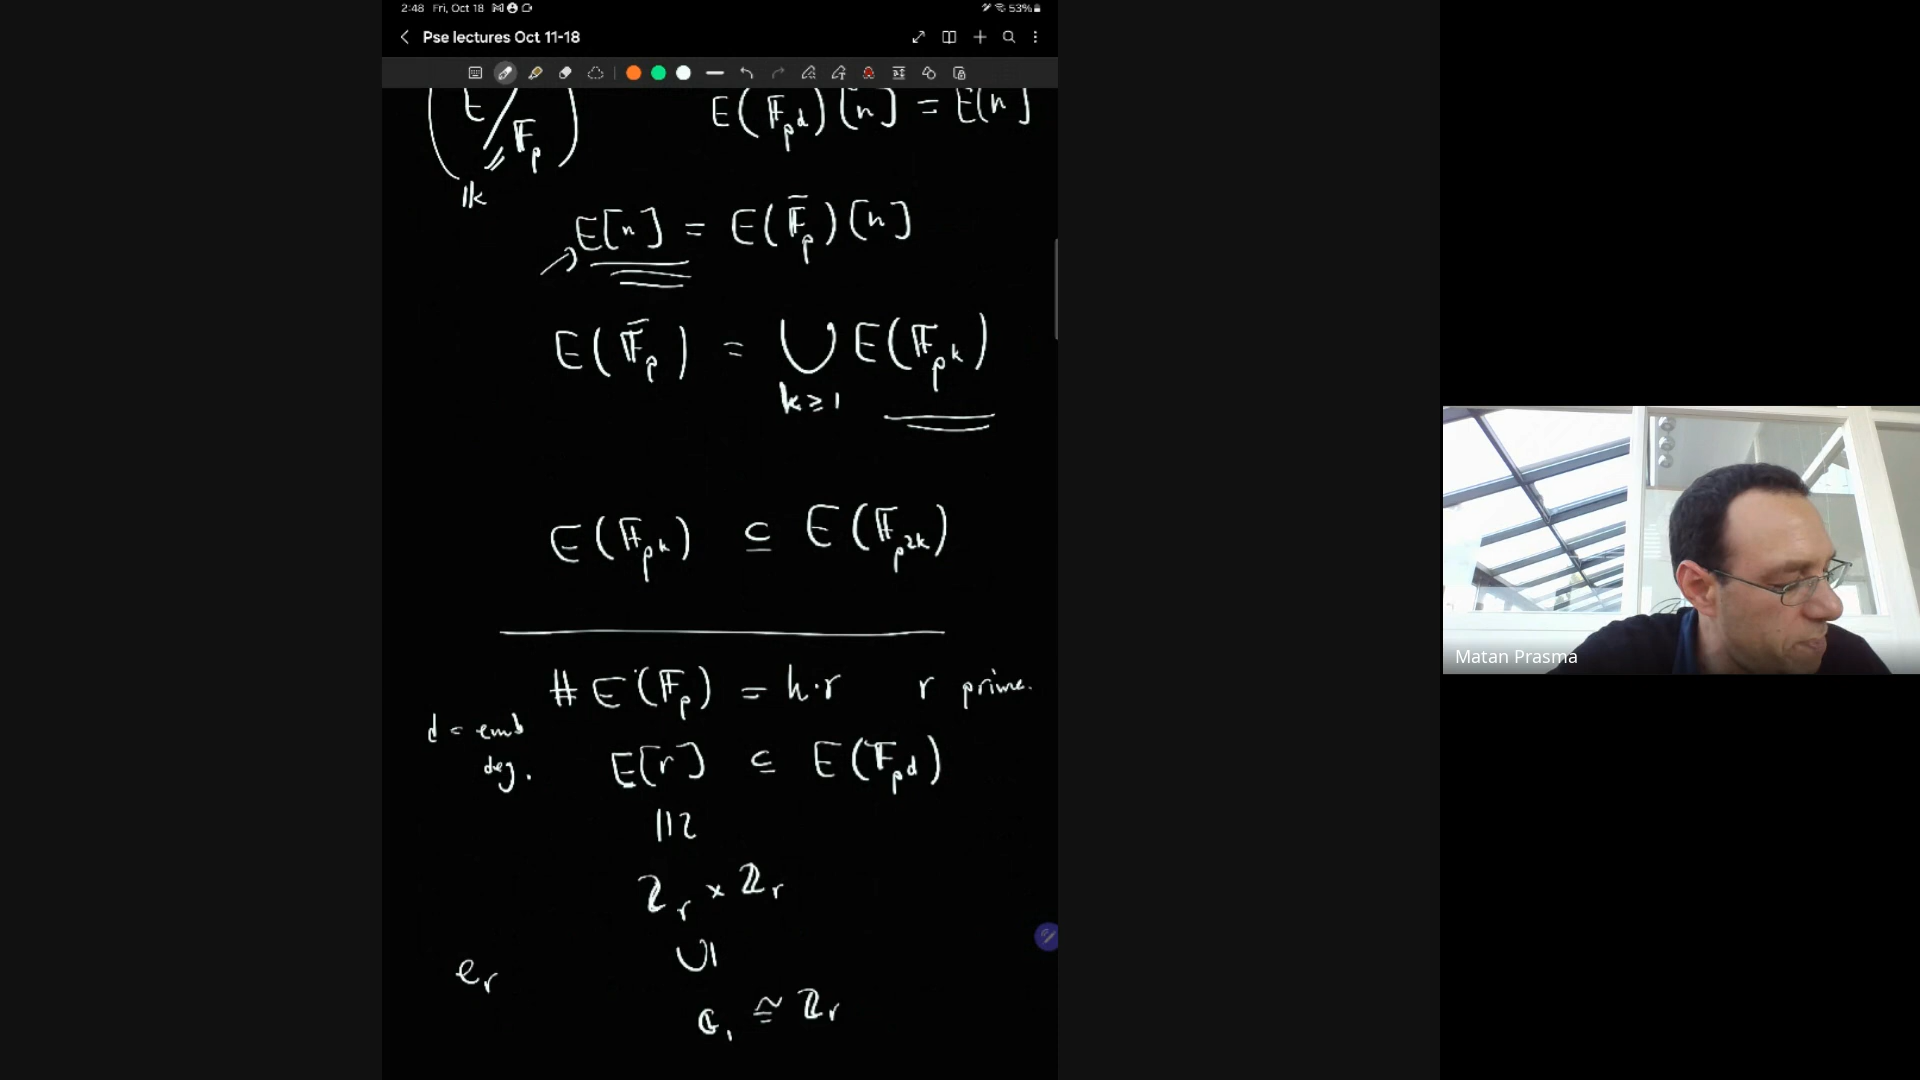 2:48 Fri, Oct 18 53%
Pse lectures Oct 11-18
(E/𝔽_p) E(𝔽_{p^d})[n] = E[n]
𝕜
E[n] = E(𝔽̄_p)[n]
E(𝔽̄_p) = ⋃_{k≥1} E(𝔽_{p^k})
E(𝔽_{p^k}) ⊆ E(𝔽_{p^{2k}})
# E(𝔽_p) = h·r r prime.
d = emb deg. E[r] ⊆ E(𝔽_{p^d})
≅
ℤ_r × ℤ_r
∪|
e_r
G_1 ≅ ℤ_r
Matan Prasma